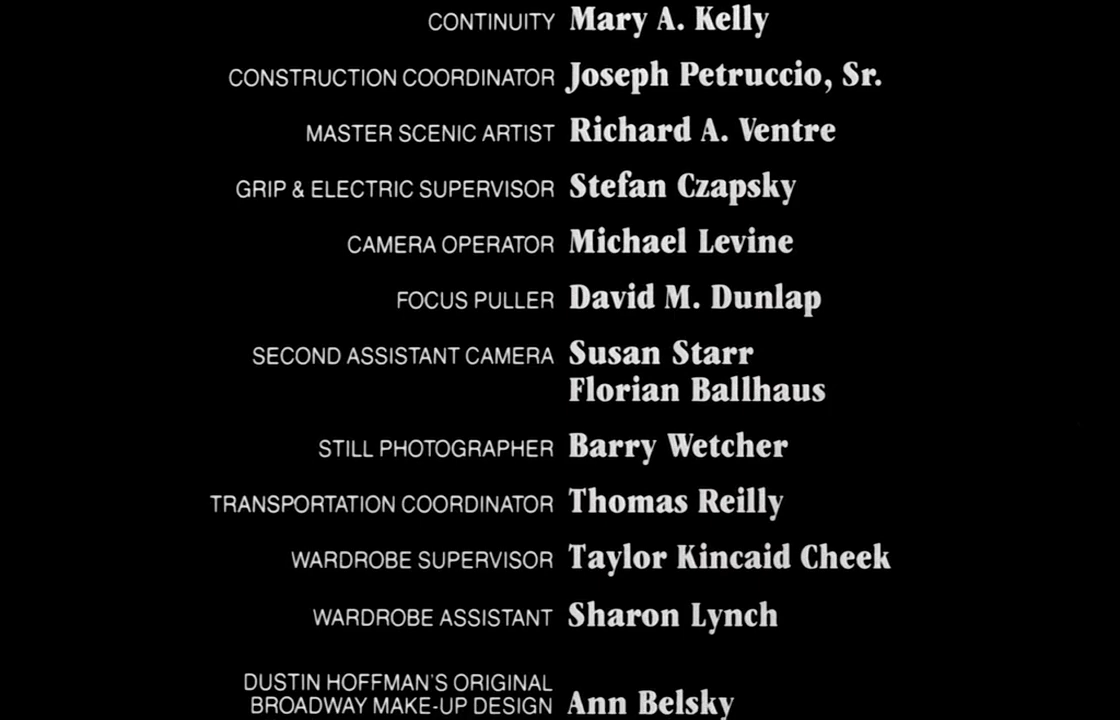 CONTINUITY Mary A. Kelly
CONSTRUCTION COORDINATOR Joseph Petruccio, Sr.
MASTER SCENIC ARTIST Richard A. Ventre
GRIP & ELECTRIC SUPERVISOR Stefan Czapsky
CAMERA OPERATOR Michael Levine
FOCUS PULLER David M. Dunlap
SECOND ASSISTANT CAMERA Susan Starr
Florian Ballhaus
STILL PHOTOGRAPHER Barry Wetcher
TRANSPORTATION COORDINATOR Thomas Reilly
WARDROBE SUPERVISOR Taylor Kincaid Cheek
WARDROBE ASSISTANT Sharon Lynch
DUSTIN HOFFMAN'S ORIGINAL
BROADWAY MAKE-UP DESIGN Ann Belsky